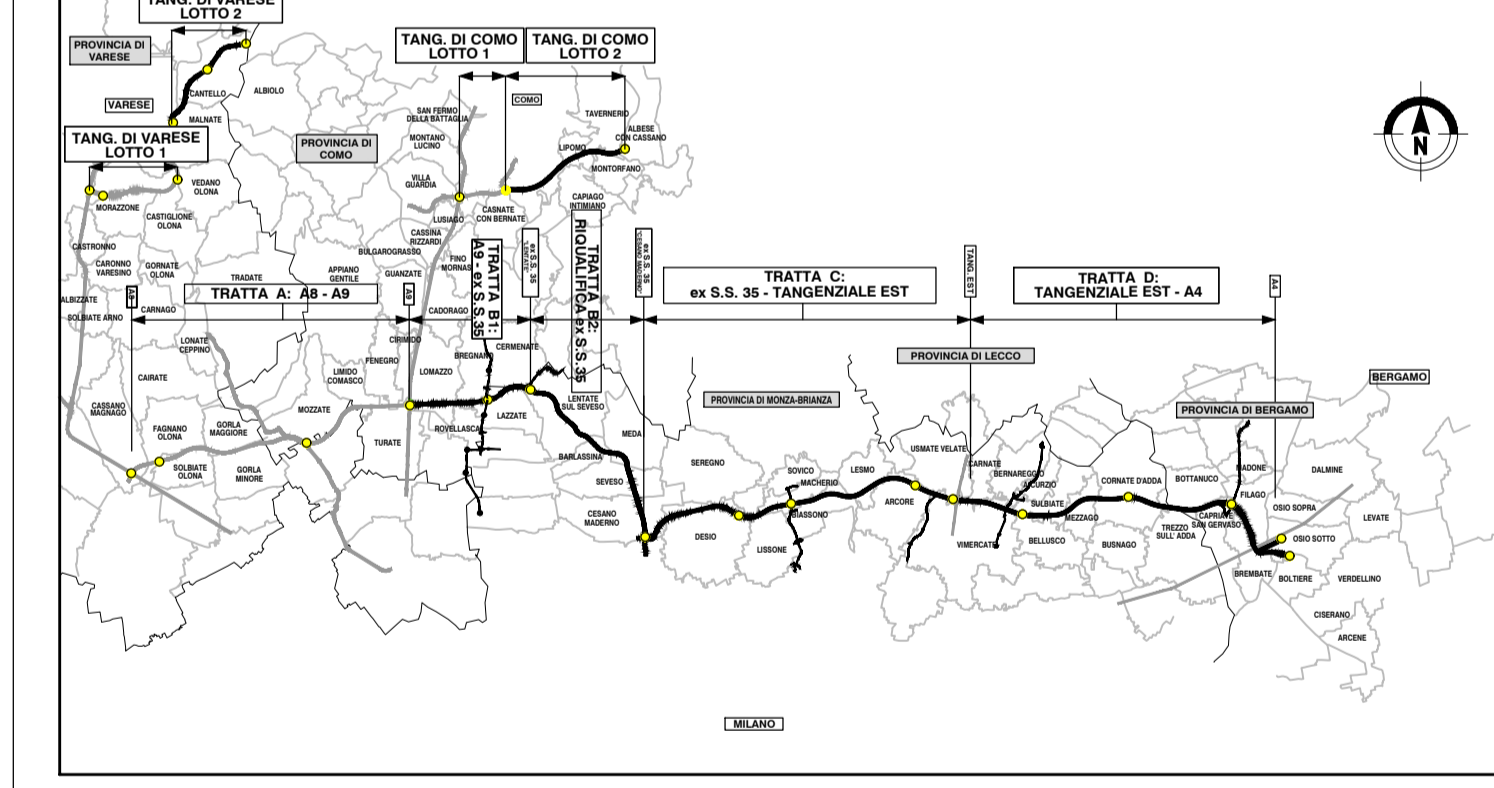 TANG. DI VARESE
LOTTO 2
PROVINCIA DI
VARESE
VARESE
CANTELLO
ALBIOLO
MALNATE
TANG. DI VARESE
LOTTO 1
PROVINCIA DI
COMO
TANG. DI COMO
LOTTO 1
TANG. DI COMO
LOTTO 2
COMO
SAN FERMO
DELLA BATTAGLIA
MONTANO
LUCINO
TAVERNERIO
ALBESE
CON CASSANO
LIPOMO
MONTORFANO
VILLA
GUARDIA
VEDANO
OLONA
MORAZZONE
CASTIGLIONE
OLONA
LUSIAGO
CASNATE
CON BERNATE
CAPIAGO
INTIMIANO
CASSINA
RIZZARDI
BULGAROGRASSO
CASTRONNO
CARONNO
VARESINO
GORNATE
OLONA
TRADATE
APPIANO
GENTILE
GUANZATE
FINO
MORNAS
ALBIZZATE
SOLBIATE ARNO
CARNAGO
A8
TRATTA A: A8 - A9
A9
CADORAGO
TRATTA B1:
A9 - ex S.S.35
ex S.S. 35
"LENTATE"
TRATTA B2:
RIQUALIFICA ex S.S.35
ex S.S. 35
"CESANO MADERNO"
TRATTA C:
ex S.S. 35 - TANGENZIALE EST
TANG. EST
TRATTA D:
TANGENZIALE EST - A4
A4
N
LONATE
CEPPINO
CIRIMIDO
FENEGRO
BREGNANO
CERMENATE
LOMAZZO
LIMIDO
COMASCO
CAIRATE
CASSANO
MAGNAGO
MOZZATE
FAGNANO
OLONA
GORLA
MAGGIORE
TURATE
ROVELLASCA
LAZZATE
LENTATE
SUL SEVESO
MEDA
BARLASSINA
SOLBIATE
OLONA
GORLA
MINORE
SEVESO
CESANO
MADERNO
PROVINCIA DI MONZA-BRIANZA
PROVINCIA DI LECCO
PROVINCIA DI BERGAMO
BERGAMO
SEREGNO
SOVICO
MACHERIO
LESMO
USMATE VELATE
CARNATE
BERNAREGGIO
CORNATE D'ADDA
BOTTANUCO
MADONE
DALMINE
BIASSONO
ARCORE
SULBIATE
MEZZAGO
FILAGO
OSIO SOPRA
LEVATE
DESIO
LISSONE
VIMERCATE
BELLUSCO
BUSNAGO
TREZZO
SULL' ADDA
CAPRIATE
SAN GERVASO
OSIO SOTTO
BREMBATE
BOLTIERE
VERDELLINO
CISERANO
ARCENE
MILANO